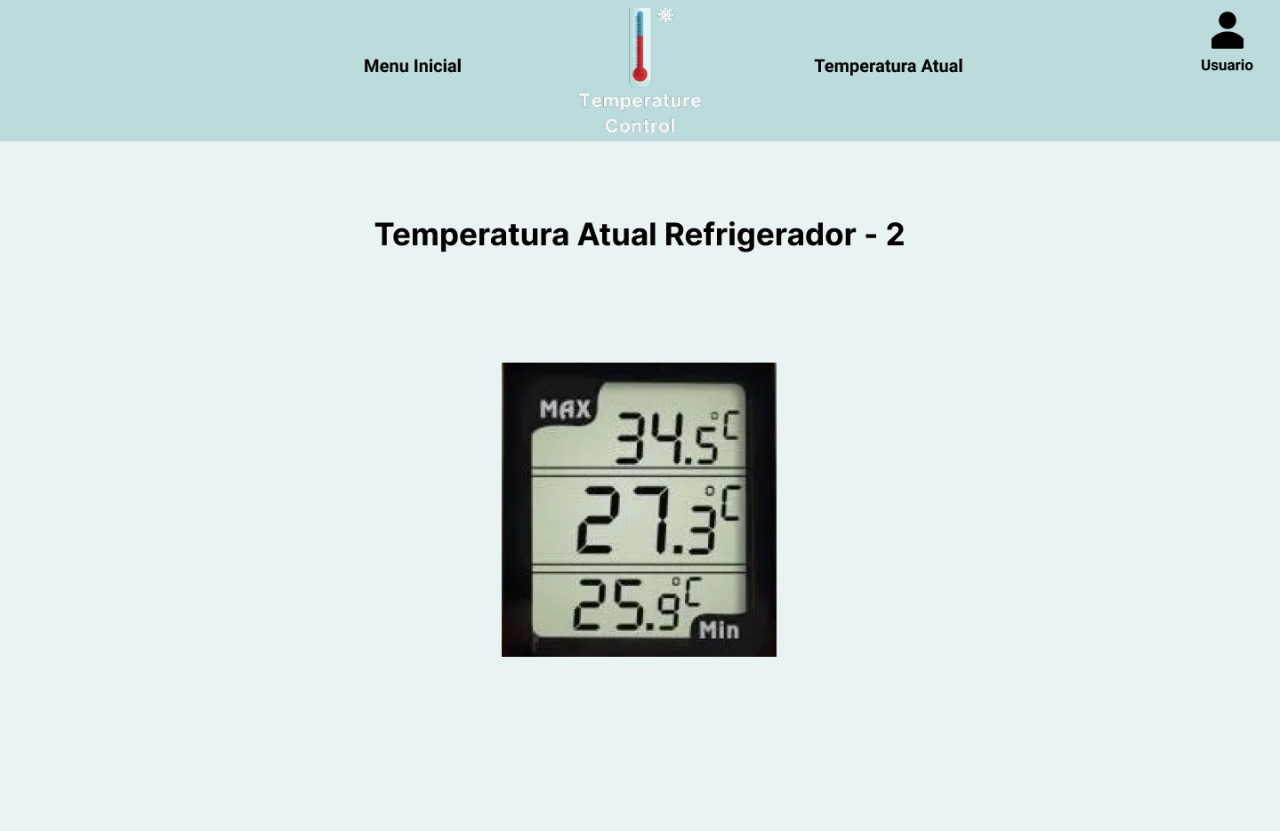 Menu Inicial
Temperature
Control
Temperatura Atual
Usuario
Temperatura Atual Refrigerador - 2
MAX
34.5°C
27.3°C
25.9°C
Min